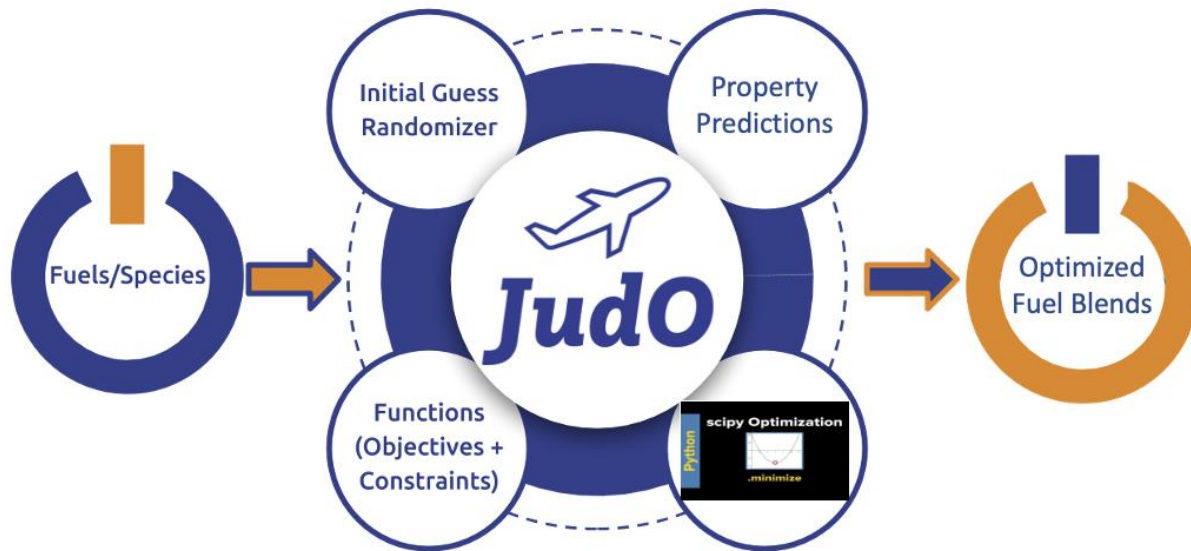 Fuels/Species
Initial Guess
Randomizer
Property
Predictions
JudO
Functions
(Objectives +
Constraints)
Python
scipy Optimization
.minimize
Optimized
Fuel Blends